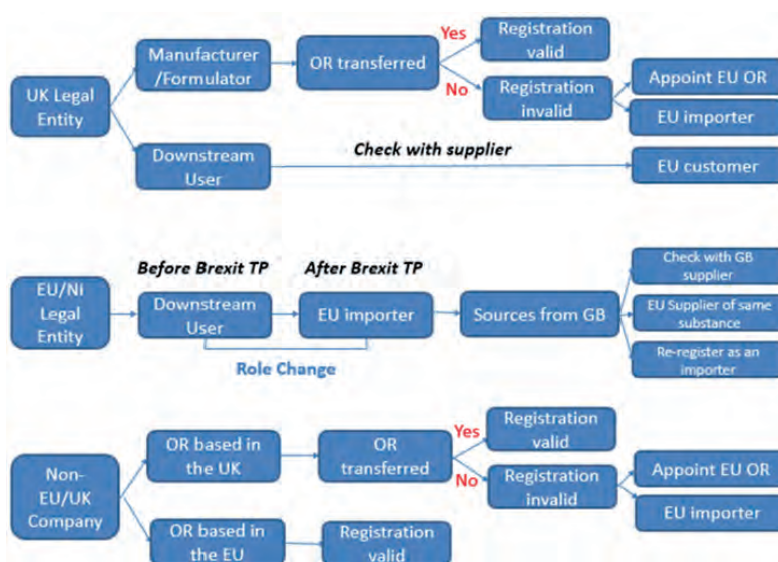 UK Legal
Entity
Manufacturer
/Formulator
OR transferred
Yes
No
Registration
valid
Registration
invalid
Appoint EU OR
EU importer
Downstream
User
Check with supplier
EU customer
Before Brexit TP
After Brexit TP
EU/NI
Legal
Entity
Downstream
User
EU importer
Role Change
Sources from GB
Check with GB
supplier
EU Supplier of same
substance
Re-register as an
importer
Non-
EU/UK
Company
OR based in
the UK
OR
transferred
Yes
No
Registration
valid
Registration
invalid
Appoint EU OR
EU importer
OR based in
the EU
Registration
valid